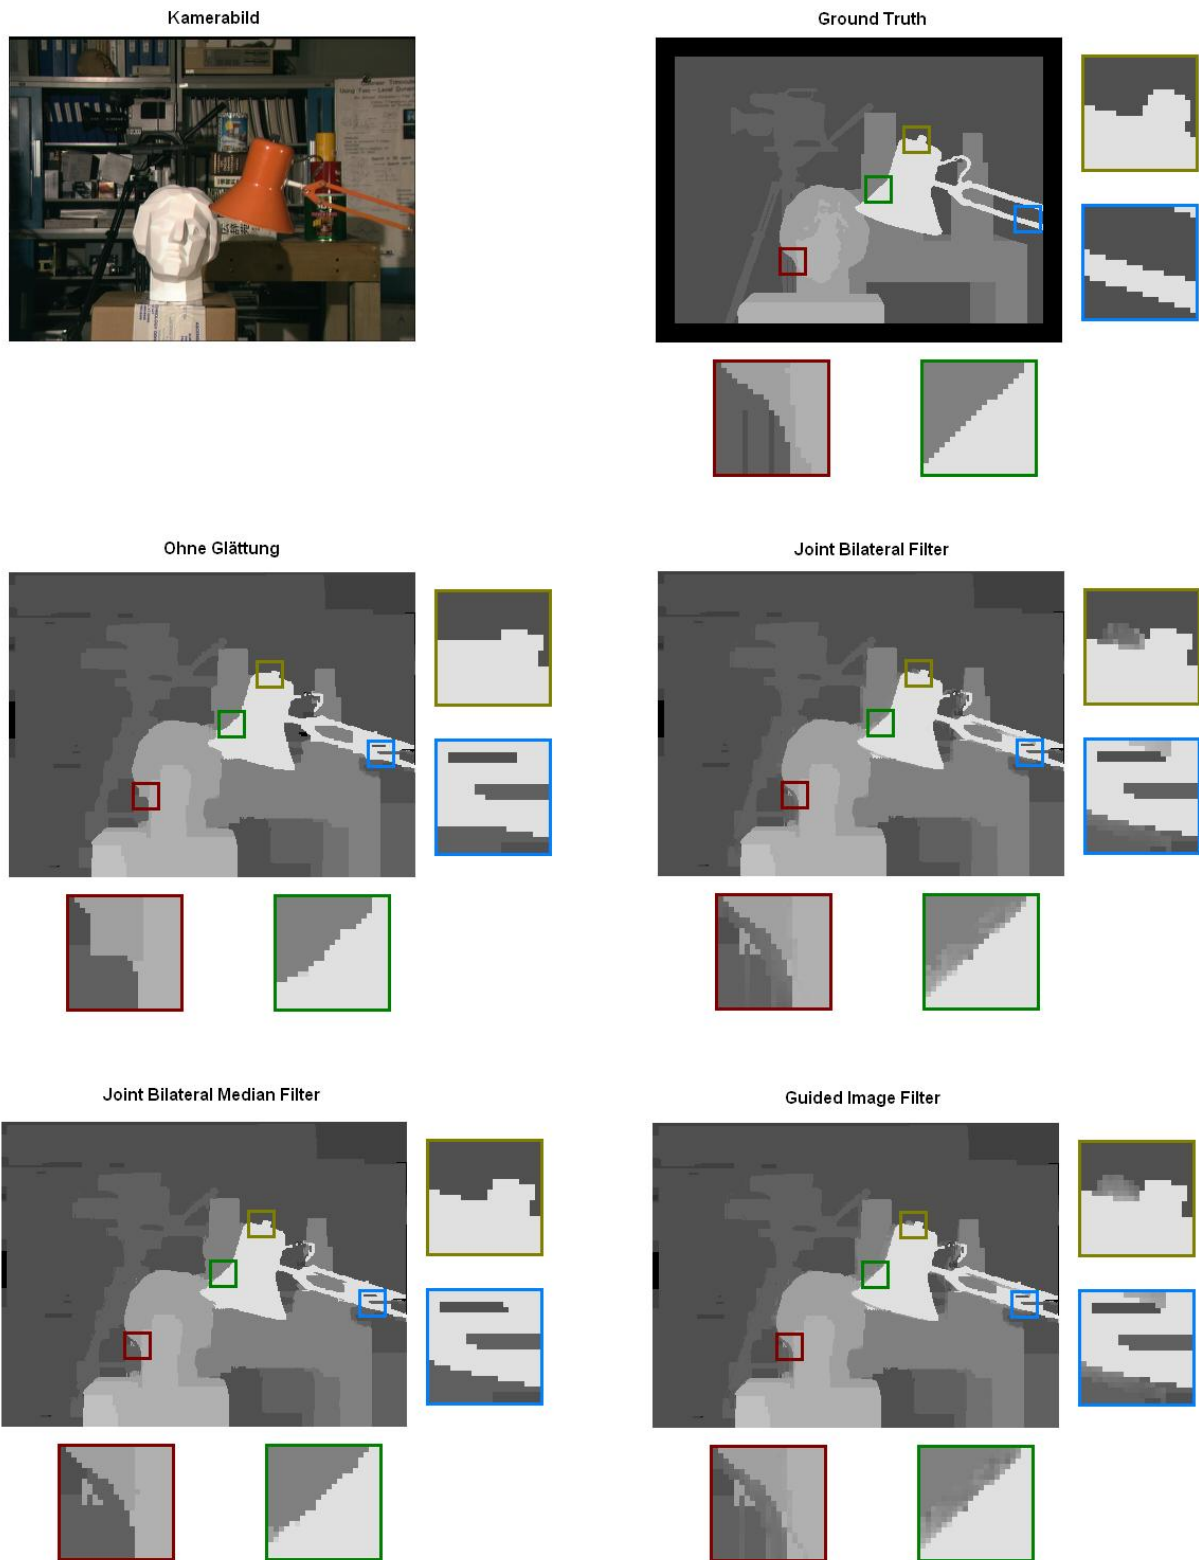 Kamerabild
Ground Truth
Ohne Glättung
Joint Bilateral Filter
Joint Bilateral Median Filter
Guided Image Filter